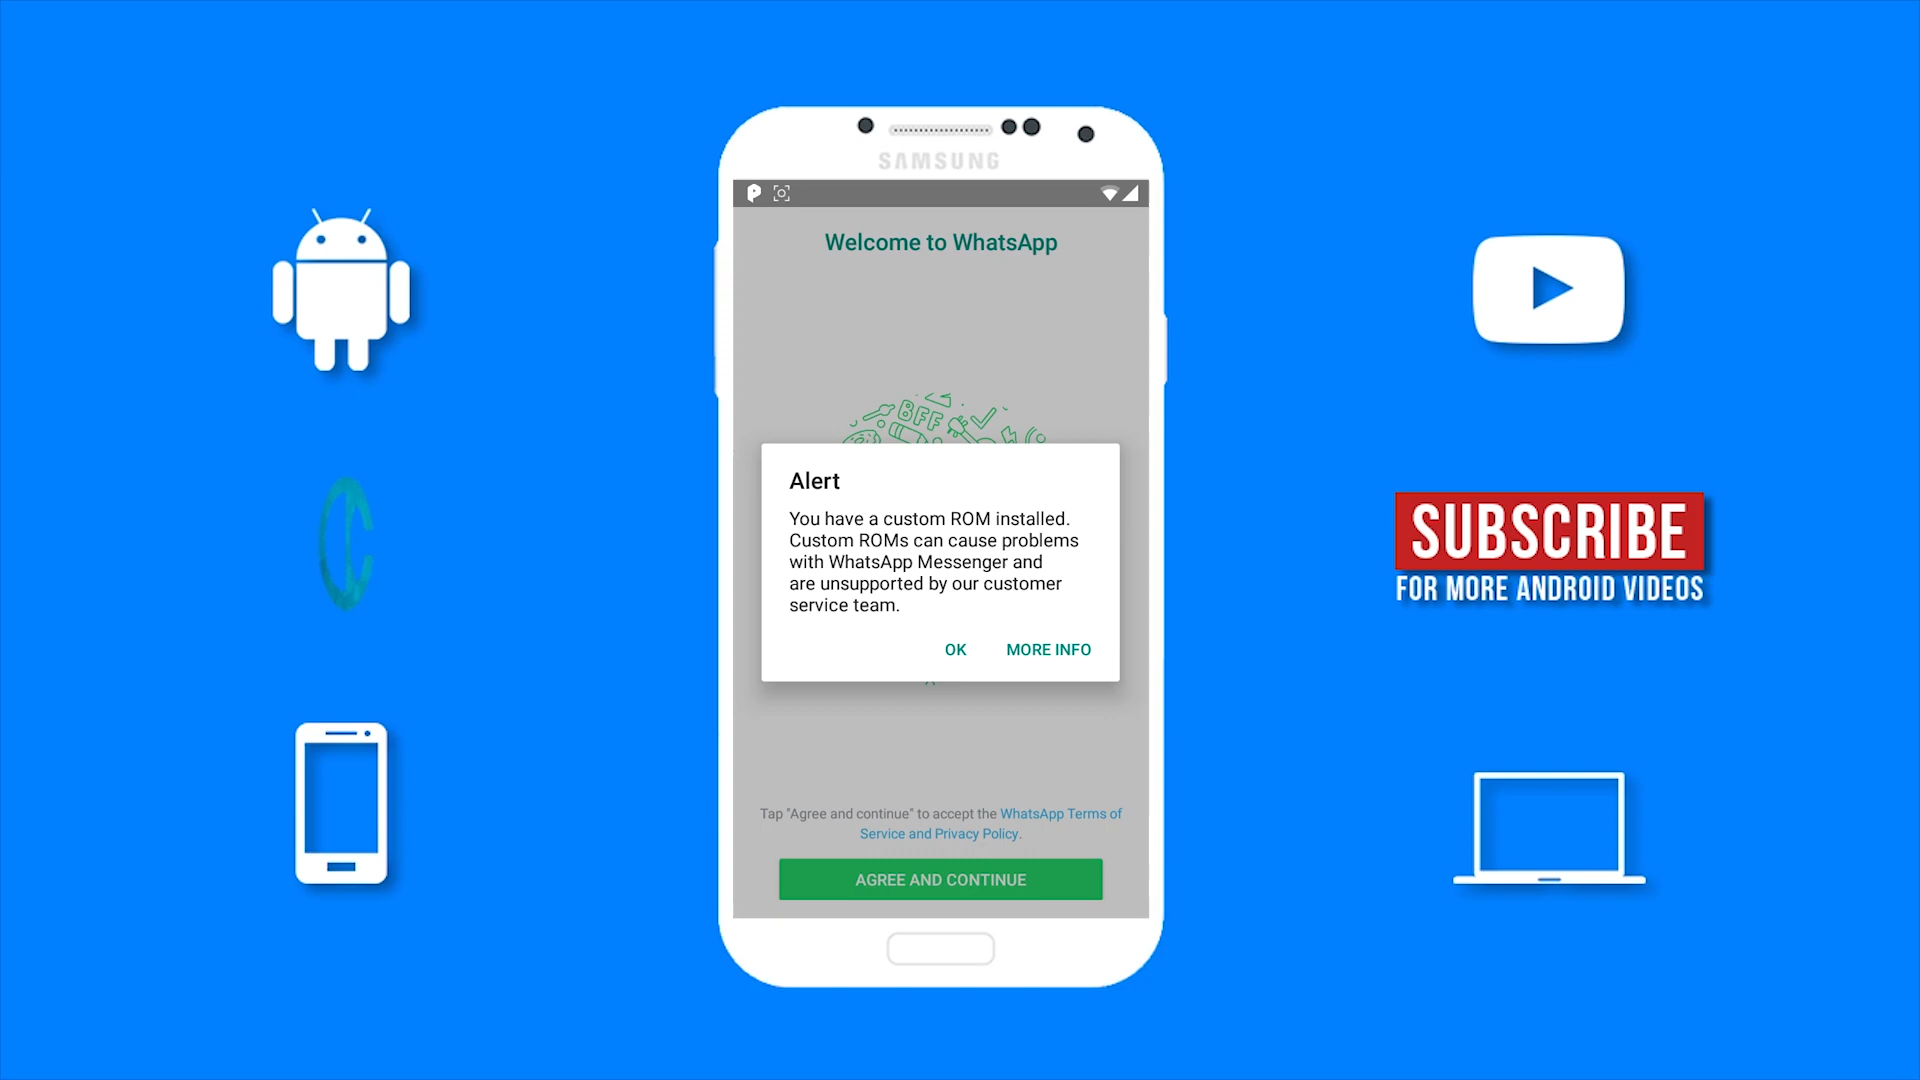 SAMSUNG
Welcome to WhatsApp
BFF
Alert
You have a custom ROM installed.
Custom ROMs can cause problems
with WhatsApp Messenger and
are unsupported by our customer
service team.
OK MORE INFO
Tap "Agree and continue" to accept the WhatsApp Terms of
Service and Privacy Policy.
AGREE AND CONTINUE
SUBSCRIBE
FOR MORE ANDROID VIDEOS